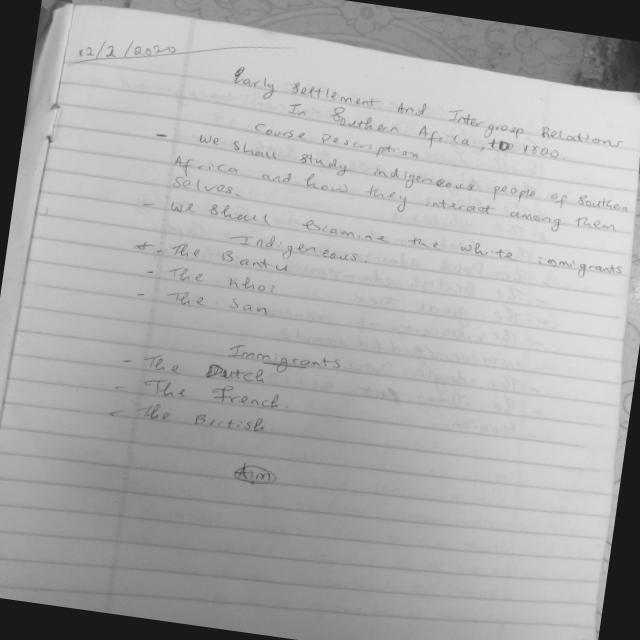 12/2/2020
Early Settlement And Intergroup Relations
In Southern Africa, to 1800.
Course Description
- We shall study indigeneous people of Southern
Africa and how they interact among them
selves.
- We shall Examine the white immigrants
Indigeneous
* The Bantu
- The Khoi
- The San
Immigrants
- The Dutch
- The French.
- The British.
Aim